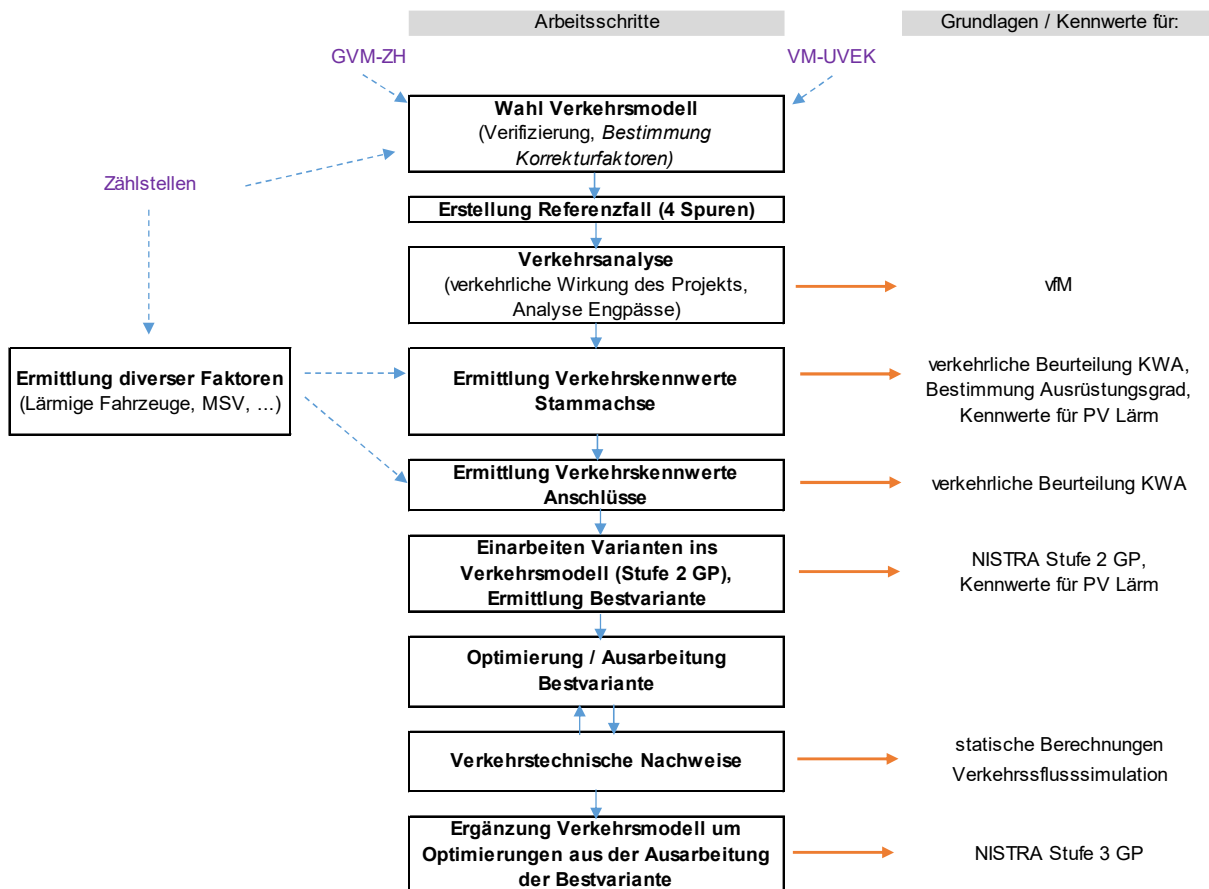 Arbeitsschritte
Grundlagen / Kennwerte für:
GVM-ZH
VM-UVEK
Wahl Verkehrsmodell
(Verifizierung, Bestimmung
Korrekturfaktoren)
Zählstellen
Erstellung Referenzfall (4 Spuren)
Verkehrsanalyse
(verkehrliche Wirkung des Projekts,
Analyse Engpässe)
vfM
Ermittlung diverser Faktoren
(Lärmige Fahrzeuge, MSV, ...)
Ermittlung Verkehrskennwerte
Stammachse
verkehrliche Beurteilung KWA,
Bestimmung Ausrüstungsgrad,
Kennwerte für PV Lärm
Ermittlung Verkehrskennwerte
Anschlüsse
verkehrliche Beurteilung KWA
Einarbeiten Varianten ins
Verkehrsmodell (Stufe 2 GP),
Ermittlung Bestvariante
NISTRA Stufe 2 GP,
Kennwerte für PV Lärm
Optimierung / Ausarbeitung
Bestvariante
Verkehrstechnische Nachweise
statische Berechnungen
Verkehrssflusssimulation
Ergänzung Verkehrsmodell um
Optimierungen aus der Ausarbeitung
der Bestvariante
NISTRA Stufe 3 GP